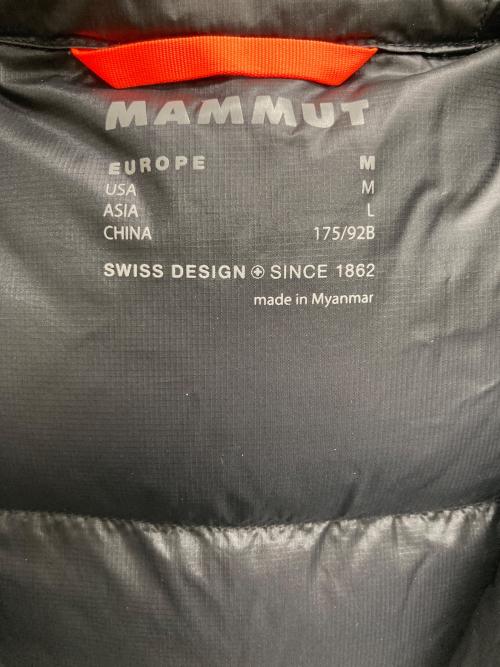 MAMMUT
EUROPE M
USA M
ASIA L
CHINA 175/92B
SWISS DESIGN SINCE 1862
made in Myanmar